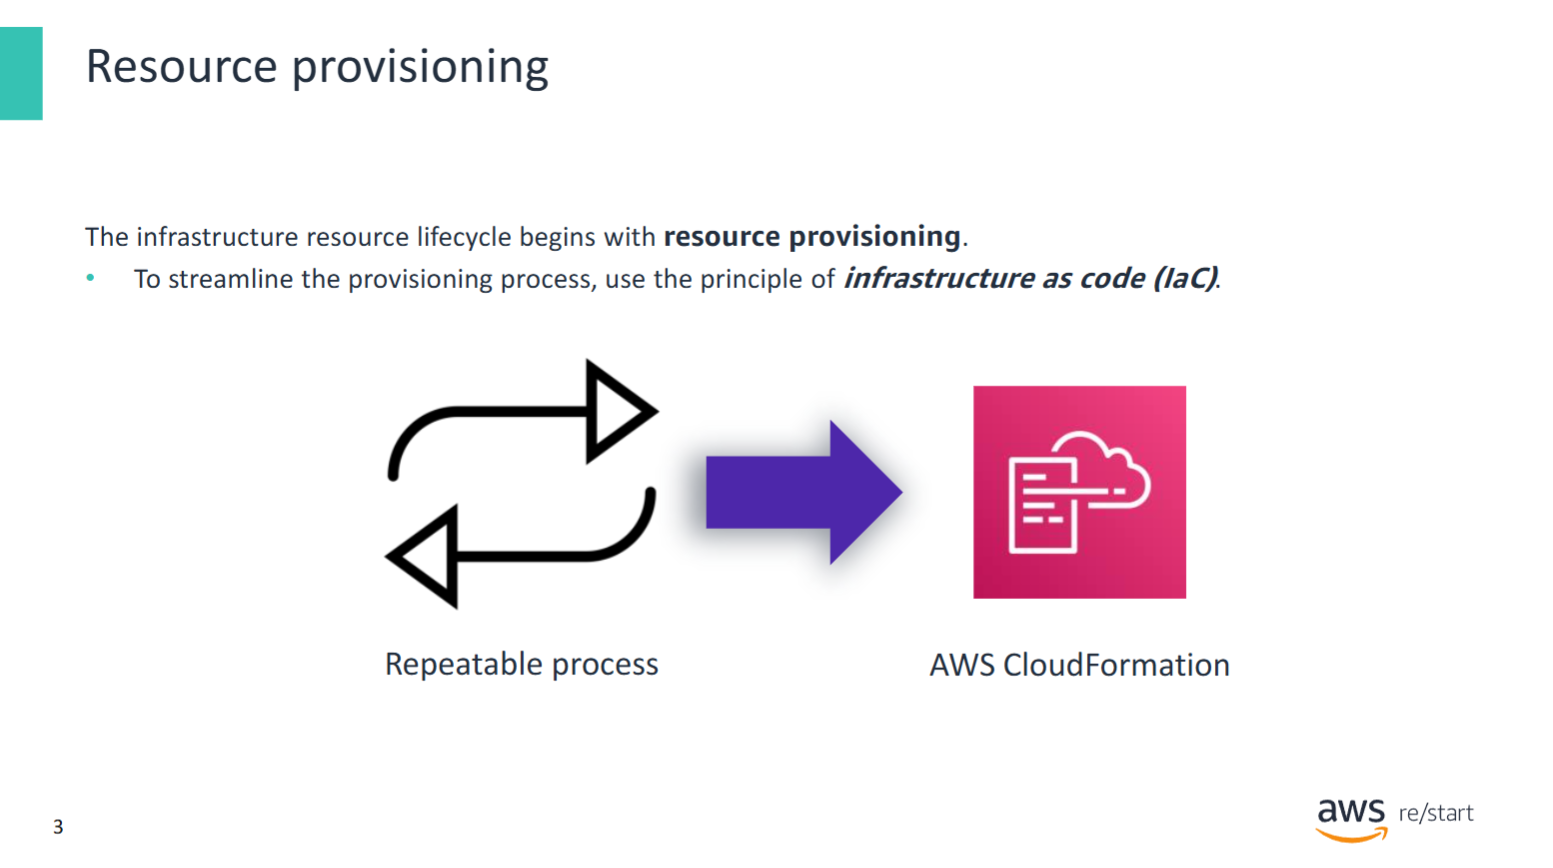 Resource provisioning
The infrastructure resource lifecycle begins with resource provisioning.
• To streamline the provisioning process, use the principle of infrastructure as code (IaC).
Repeatable process
AWS CloudFormation
3
aws re/start